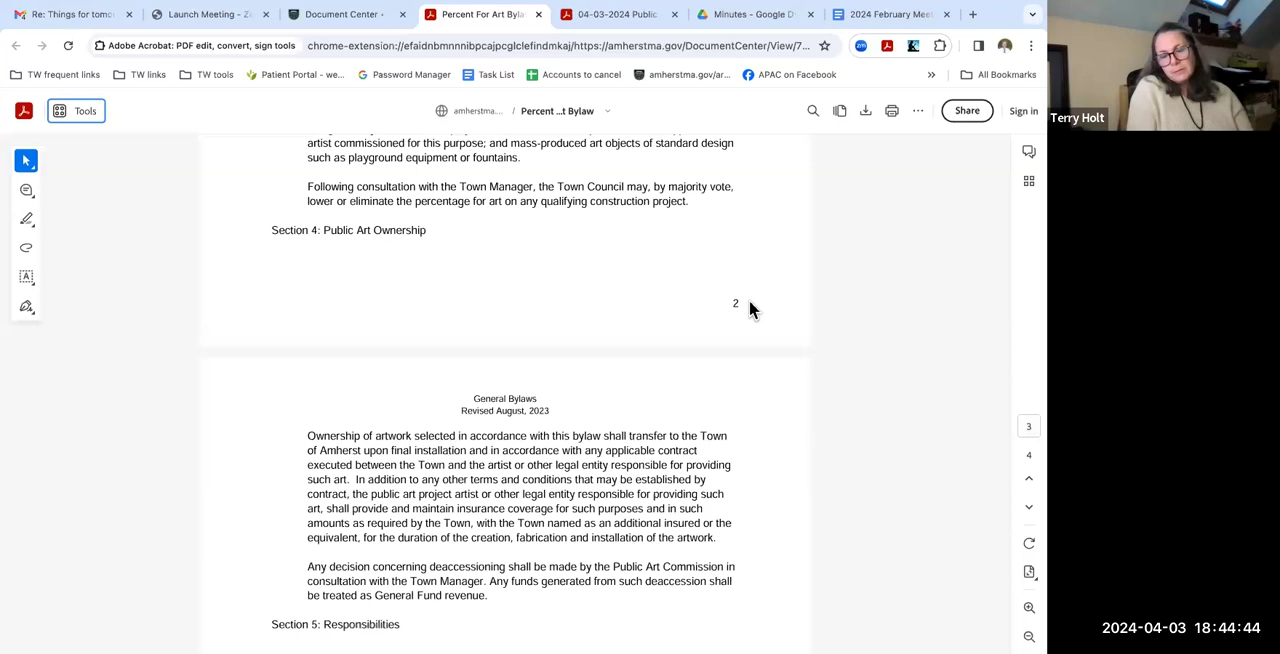 Re: Things for tomo
Launch Meeting - Z
Document Center •
Percent For Art Byla
04-03-2024 Public
Minutes - Google D
2024 February Meet
Adobe Acrobat: PDF edit, convert, sign tools
chrome-extension://efaidnbmnnnibpcajpcglclefindmkaj/https://amherstma.gov/DocumentCenter/View/7...
TW frequent links
TW links
TW tools
Patient Portal - we...
Password Manager
Task List
Accounts to cancel
amherstma.gov/ar...
APAC on Facebook
»
All Bookmarks
Tools
amherstma...
/ Percent ...t Bylaw
Share
Sign in
Terry Holt
artist commissioned for this purpose; and mass-produced art objects of standard design
such as playground equipment or fountains.
Following consultation with the Town Manager, the Town Council may, by majority vote,
lower or eliminate the percentage for art on any qualifying construction project.
Section 4: Public Art Ownership
2
General Bylaws
Revised August, 2023
Ownership of artwork selected in accordance with this bylaw shall transfer to the Town
of Amherst upon final installation and in accordance with any applicable contract
executed between the Town and the artist or other legal entity responsible for providing
such art. In addition to any other terms and conditions that may be established by
contract, the public art project artist or other legal entity responsible for providing such
art, shall provide and maintain insurance coverage for such purposes and in such
amounts as required by the Town, with the Town named as an additional insured or the
equivalent, for the duration of the creation, fabrication and installation of the artwork.
Any decision concerning deaccessioning shall be made by the Public Art Commission in
consultation with the Town Manager. Any funds generated from such deaccession shall
be treated as General Fund revenue.
Section 5: Responsibilities
3
4
2024-04-03 18:44:44